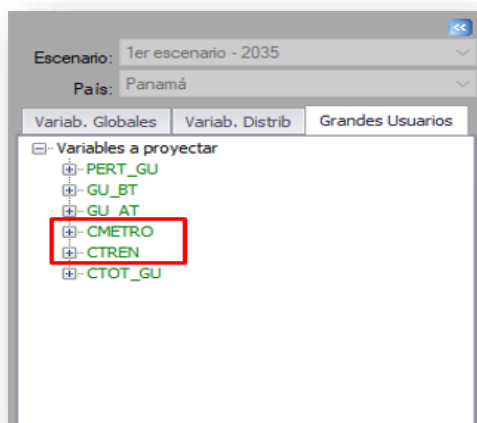 Escenario: 1er escenario - 2035
País: Panamá
Variab. Globales Variab. Distrib Grandes Usuarios
Variables a proyectar
PERT_GU
GU_BT
GU_AT
CMETRO
CTREN
CTOT_GU